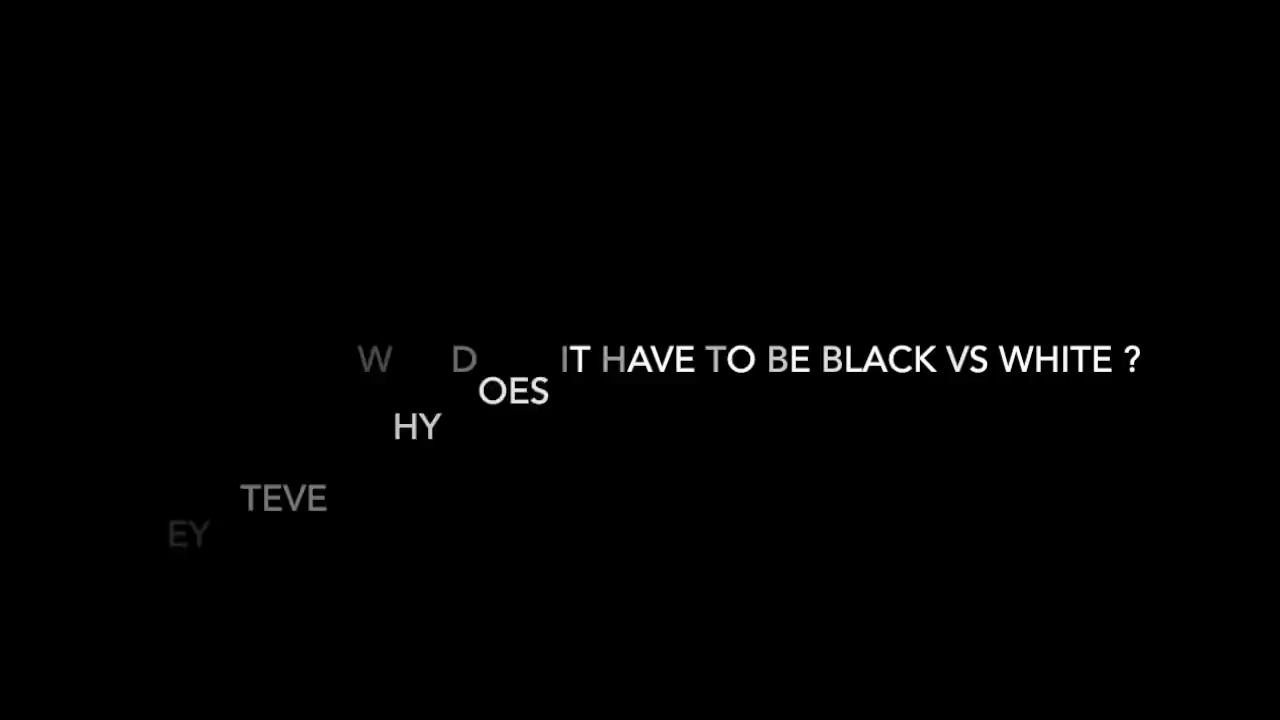 W D IT HAVE TO BE BLACK VS WHITE ?
OES
HY
TEVE
EY